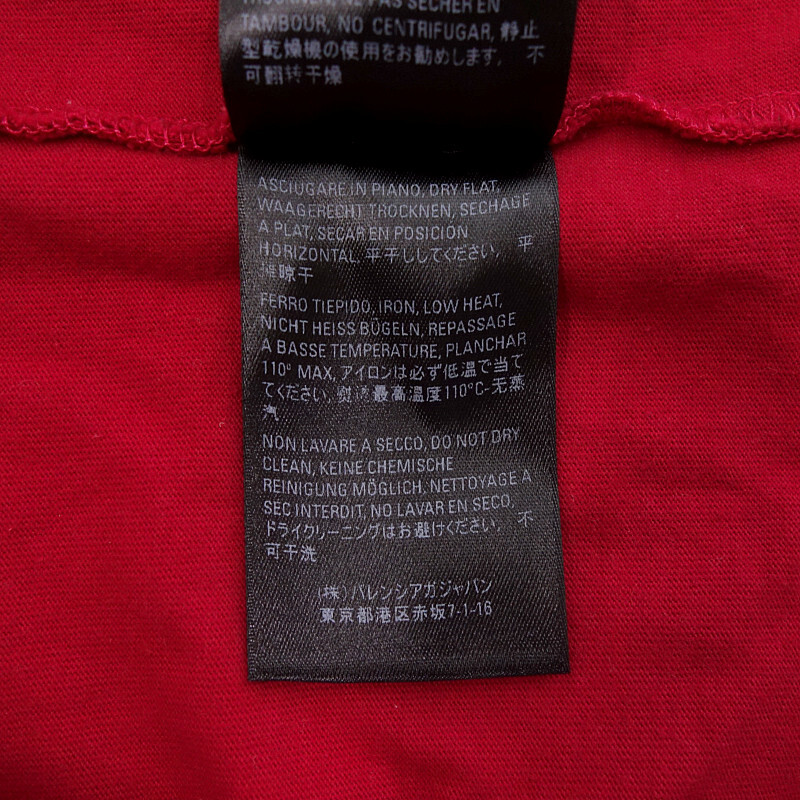 NE PAS SÉCHER EN
TAMBOUR, NO CENTRIFUGAR, 静止
型乾燥機の使用をお勧めします, 不
可翻转干燥
ASCIUGARE IN PIANO, DRY FLAT,
WAAGERECHT TROCKNEN, SECHAGE
A PLAT, SECAR EN POSICION
HORIZONTAL, 平干ししてください, 平
摊晾干
FERRO TIEPIDO, IRON, LOW HEAT,
NICHT HEISS BÜGELN, REPASSAGE
A BASSE TEMPERATURE, PLANCHAR
110° MAX, アイロンは必ず低温で当て
てください, 熨烫最高温度110°C-无蒸
汽
NON LAVARE A SECCO, DO NOT DRY
CLEAN, KEINE CHEMISCHE
REINIGUNG MÖGLICH, NETTOYAGE A
SEC INTERDIT, NO LAVAR EN SECO,
ドライクリーニングはお避けください, 不
可干洗
(株)バレンシアガジャパン
東京都港区赤坂7-1-16